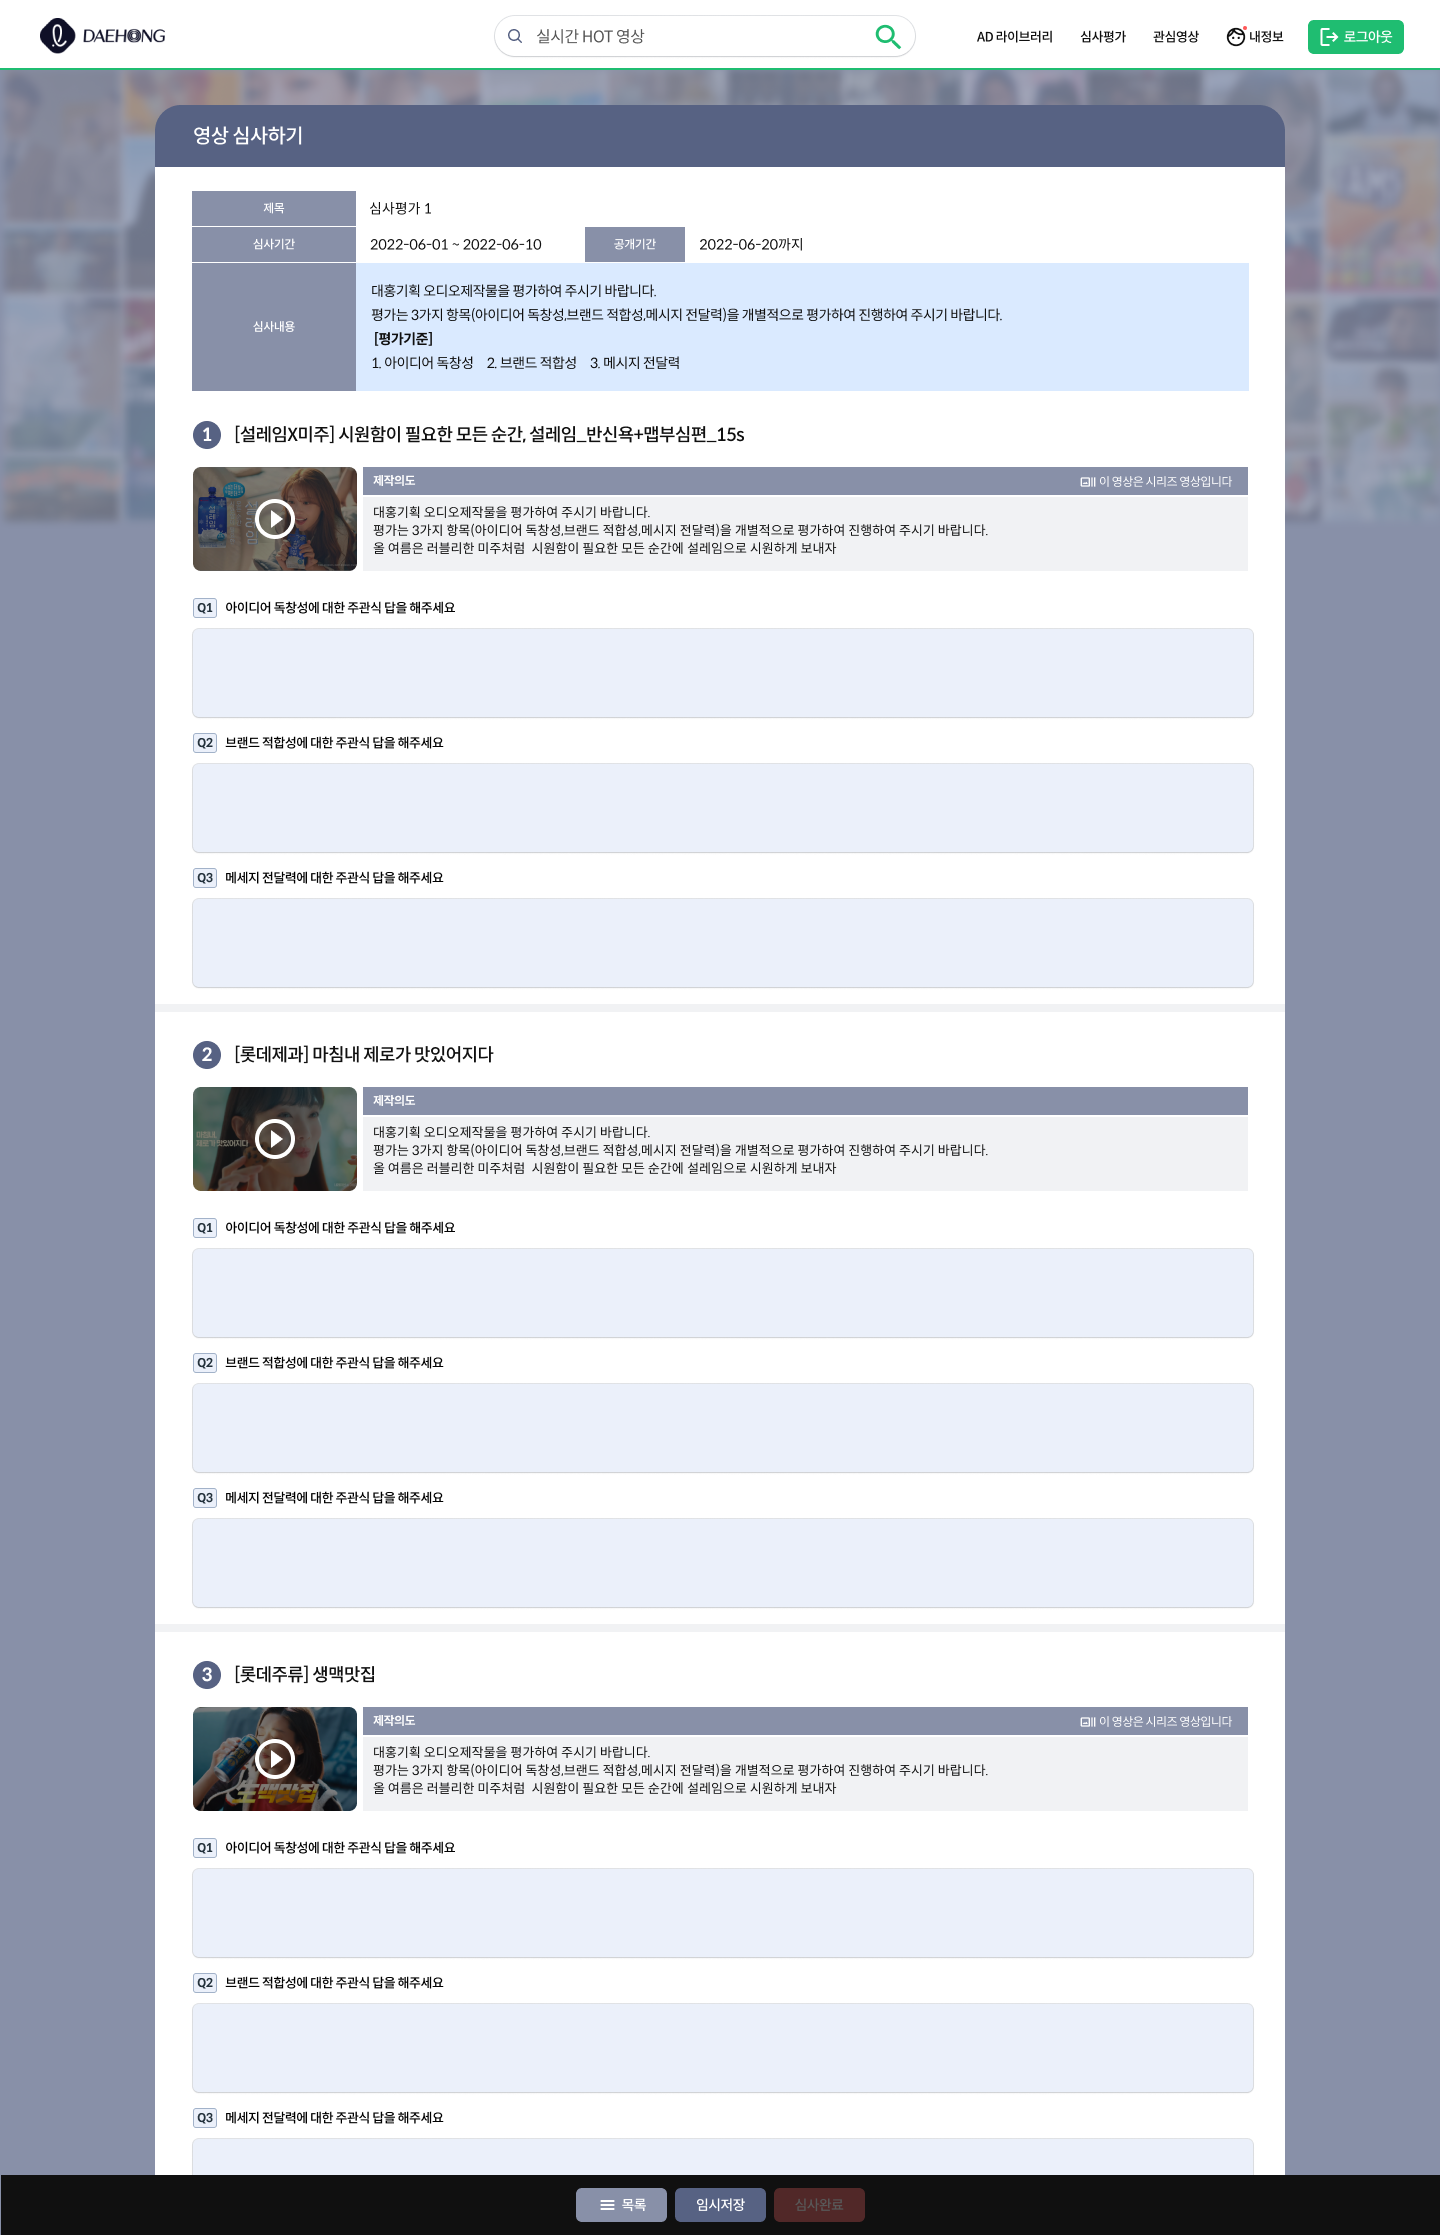 DAEHONG
실시간 HOT 영상
AD 라이브러리
심사평가
관심영상
내정보
로그아웃
영상 심사하기
제목
심사평가 1
심사기간
2022-06-01 ~ 2022-06-10
공개기간
2022-06-20까지
심사내용
대홍기획 오디오제작물을 평가하여 주시기 바랍니다.
평가는 3가지 항목(아이디어 독창성,브랜드 적합성,메시지 전달력)을 개별적으로 평가하여 진행하여 주시기 바랍니다.
[평가기준]
1. 아이디어 독창성 2. 브랜드 적합성 3. 메시지 전달력
1 [설레임X미주] 시원함이 필요한 모든 순간, 설레임_반신욕+맵부심편_15s
설레임
제작의도
이 영상은 시리즈 영상입니다
대홍기획 오디오제작물을 평가하여 주시기 바랍니다.
평가는 3가지 항목(아이디어 독창성,브랜드 적합성,메시지 전달력)을 개별적으로 평가하여 진행하여 주시기 바랍니다.
올 여름은 러블리한 미주처럼 시원함이 필요한 모든 순간에 설레임으로 시원하게 보내자
Q1 아이디어 독창성에 대한 주관식 답을 해주세요
Q2 브랜드 적합성에 대한 주관식 답을 해주세요
Q3 메세지 전달력에 대한 주관식 답을 해주세요
2 [롯데제과] 마침내 제로가 맛있어지다
마침내,
제로가 맛있어지다
제작의도
대홍기획 오디오제작물을 평가하여 주시기 바랍니다.
평가는 3가지 항목(아이디어 독창성,브랜드 적합성,메시지 전달력)을 개별적으로 평가하여 진행하여 주시기 바랍니다.
올 여름은 러블리한 미주처럼 시원함이 필요한 모든 순간에 설레임으로 시원하게 보내자
Q1 아이디어 독창성에 대한 주관식 답을 해주세요
Q2 브랜드 적합성에 대한 주관식 답을 해주세요
Q3 메세지 전달력에 대한 주관식 답을 해주세요
3 [롯데주류] 생맥맛집
제작의도
이 영상은 시리즈 영상입니다
대홍기획 오디오제작물을 평가하여 주시기 바랍니다.
평가는 3가지 항목(아이디어 독창성,브랜드 적합성,메시지 전달력)을 개별적으로 평가하여 진행하여 주시기 바랍니다.
올 여름은 러블리한 미주처럼 시원함이 필요한 모든 순간에 설레임으로 시원하게 보내자
Q1 아이디어 독창성에 대한 주관식 답을 해주세요
Q2 브랜드 적합성에 대한 주관식 답을 해주세요
Q3 메세지 전달력에 대한 주관식 답을 해주세요
목록
임시저장
심사완료